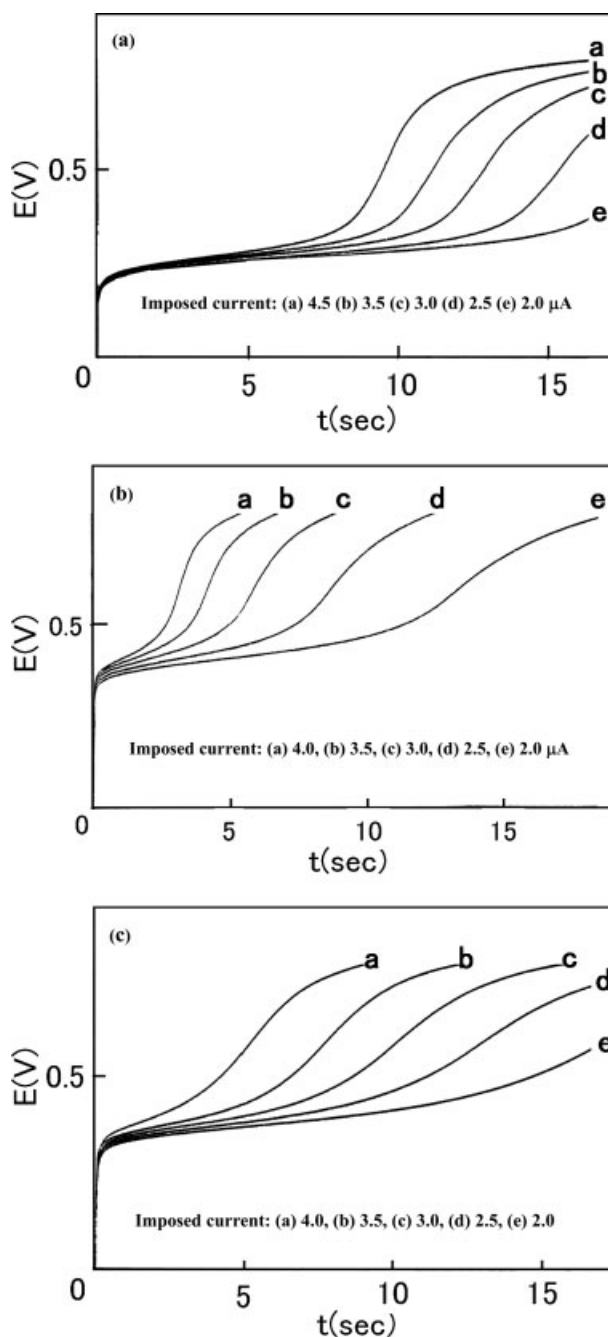 (a)
a
b
c
d
e
0.5
E(V)
Imposed current: (a) 4.5 (b) 3.5 (c) 3.0 (d) 2.5 (e) 2.0 μA
0 5 10 15
t(sec)
(b)
a b c d e
0.5
E(V)
Imposed current: (a) 4.0, (b) 3.5, (c) 3.0, (d) 2.5, (e) 2.0 μA
0 5 10 15
t(sec)
(c)
a b c
d
e
0.5
E(V)
Imposed current: (a) 4.0, (b) 3.5, (c) 3.0, (d) 2.5, (e) 2.0
0 5 10 15
t(sec)